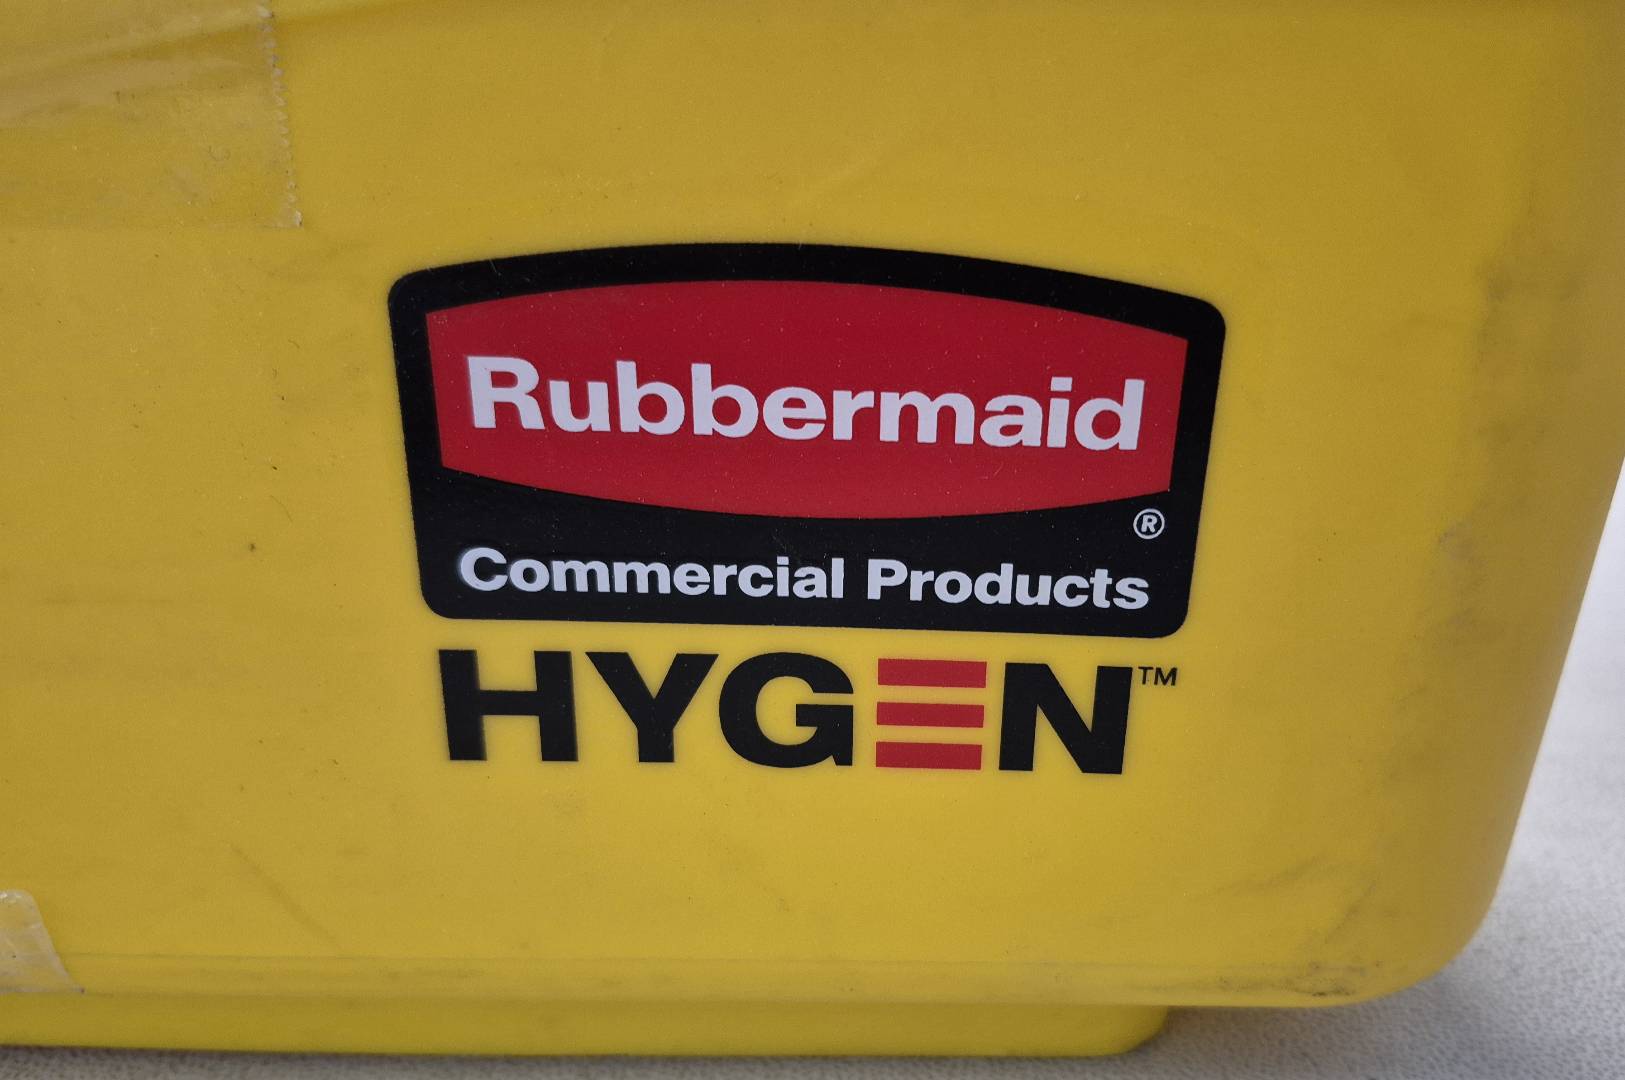 Rubbermaid
®
Commercial Products
HYGEN™